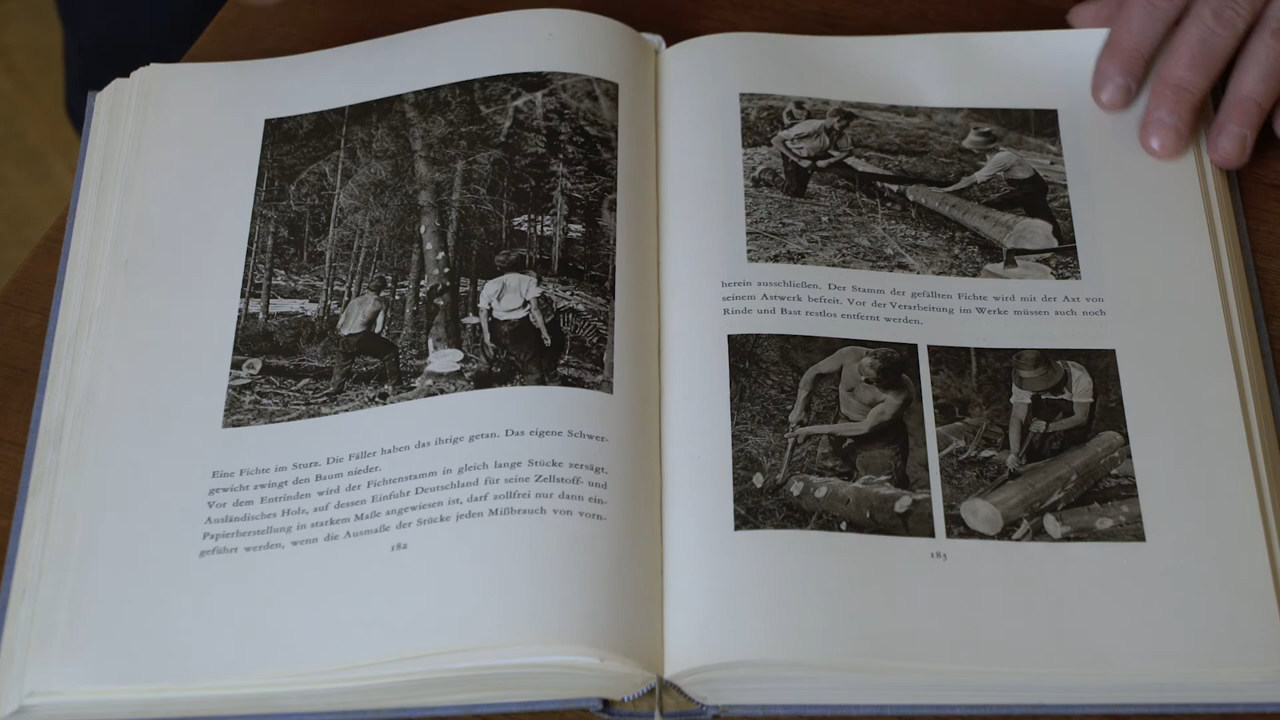 Eine Fichte im Sturz. Die Fäller haben das ihrige getan. Das eigene Schwer-
gewicht zwingt den Baum nieder.
Vor dem Entrinden wird der Fichtenstamm in gleich lange Stücke zersägt.
Ausländisches Holz, auf dessen Einfuhr Deutschland für seine Zellstoff- und
Papierherstellung in starkem Maße angewiesen ist, darf zollfrei nur dann ein-
geführt werden, wenn die Ausmaße der Stücke jeden Mißbrauch von vorn-
182
herein ausschließen. Der Stamm der gefällten Fichte wird mit der Axt von
seinem Astwerk befreit. Vor der Verarbeitung im Werke müssen auch noch
Rinde und Bast restlos entfernt werden.
183